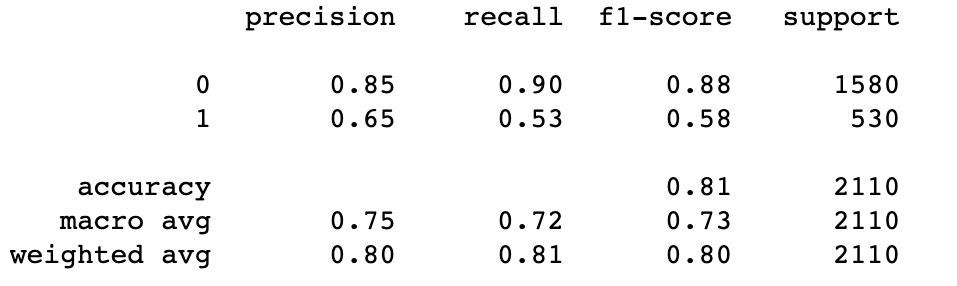 precision recall f1-score support
0 0.85 0.90 0.88 1580
1 0.65 0.53 0.58 530
accuracy 0.81 2110
macro avg 0.75 0.72 0.73 2110
weighted avg 0.80 0.81 0.80 2110